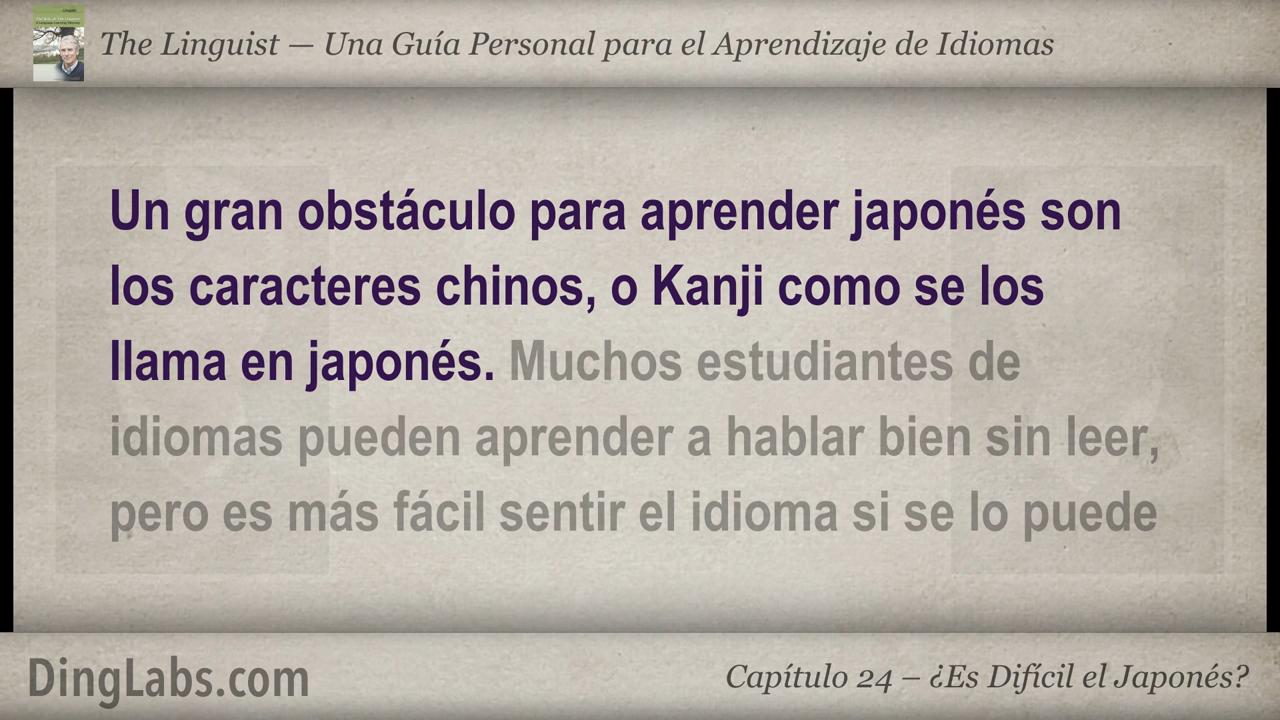 The Linguist — Una Guía Personal para el Aprendizaje de Idiomas
Un gran obstáculo para aprender japonés son
los caracteres chinos, o Kanji como se los
llama en japonés. Muchos estudiantes de
idiomas pueden aprender a hablar bien sin leer,
pero es más fácil sentir el idioma si se lo puede
DingLabs.com
Capítulo 24 – ¿Es Difícil el Japonés?